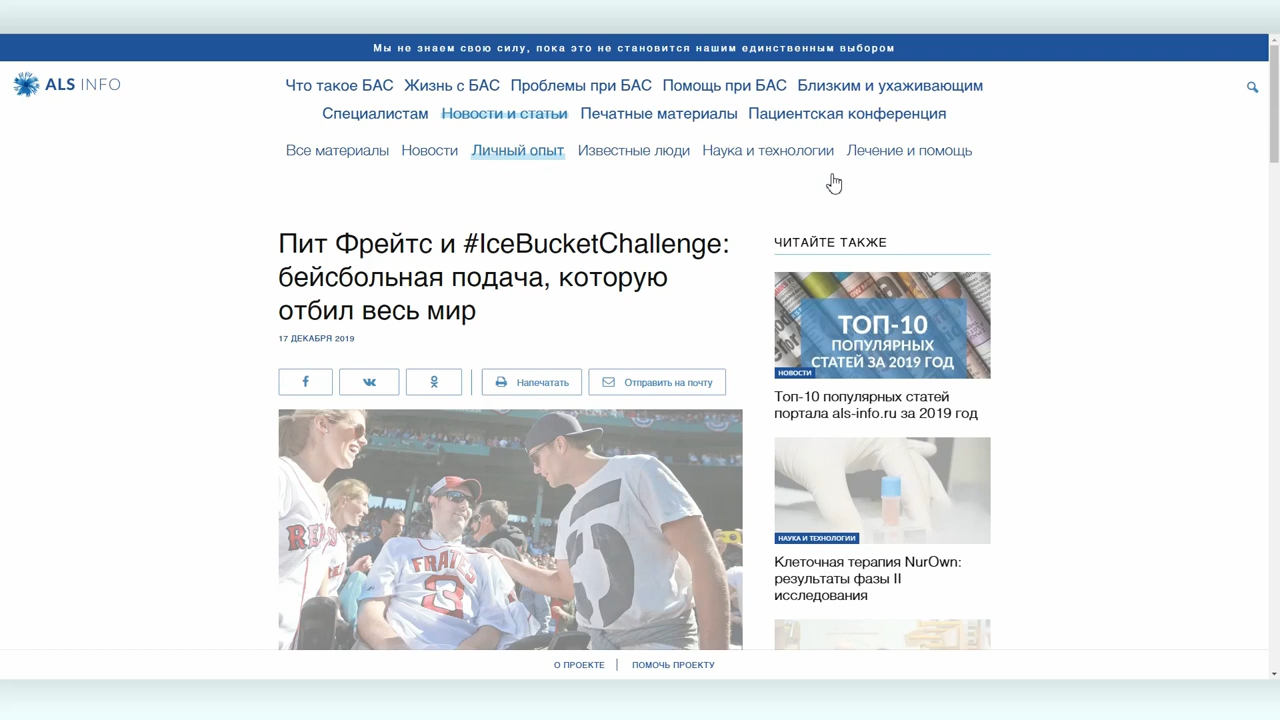 Мы не знаем свою силу, пока это не становится нашим единственным выбором
ALS INFO
Что такое БАС Жизнь с БАС Проблемы при БАС Помощь при БАС Близким и ухаживающим
Специалистам Новости и статьи Печатные материалы Пациентская конференция
Все материалы Новости Личный опыт Известные люди Наука и технологии Лечение и помощь
Пит Фрейтс и #IceBucketChallenge:
бейсбольная подача, которую
отбил весь мир
17 ДЕКАБРЯ 2019
Напечатать Отправить на почту
FRATES
3
ЧИТАЙТЕ ТАКЖЕ
ТОП-10
ПОПУЛЯРНЫХ
СТАТЕЙ ЗА 2019 ГОД
НОВОСТИ
Топ-10 популярных статей
портала als-info.ru за 2019 год
НАУКА И ТЕХНОЛОГИИ
Клеточная терапия NurOwn:
результаты фазы II
исследования
О ПРОЕКТЕ ПОМОЧЬ ПРОЕКТУ